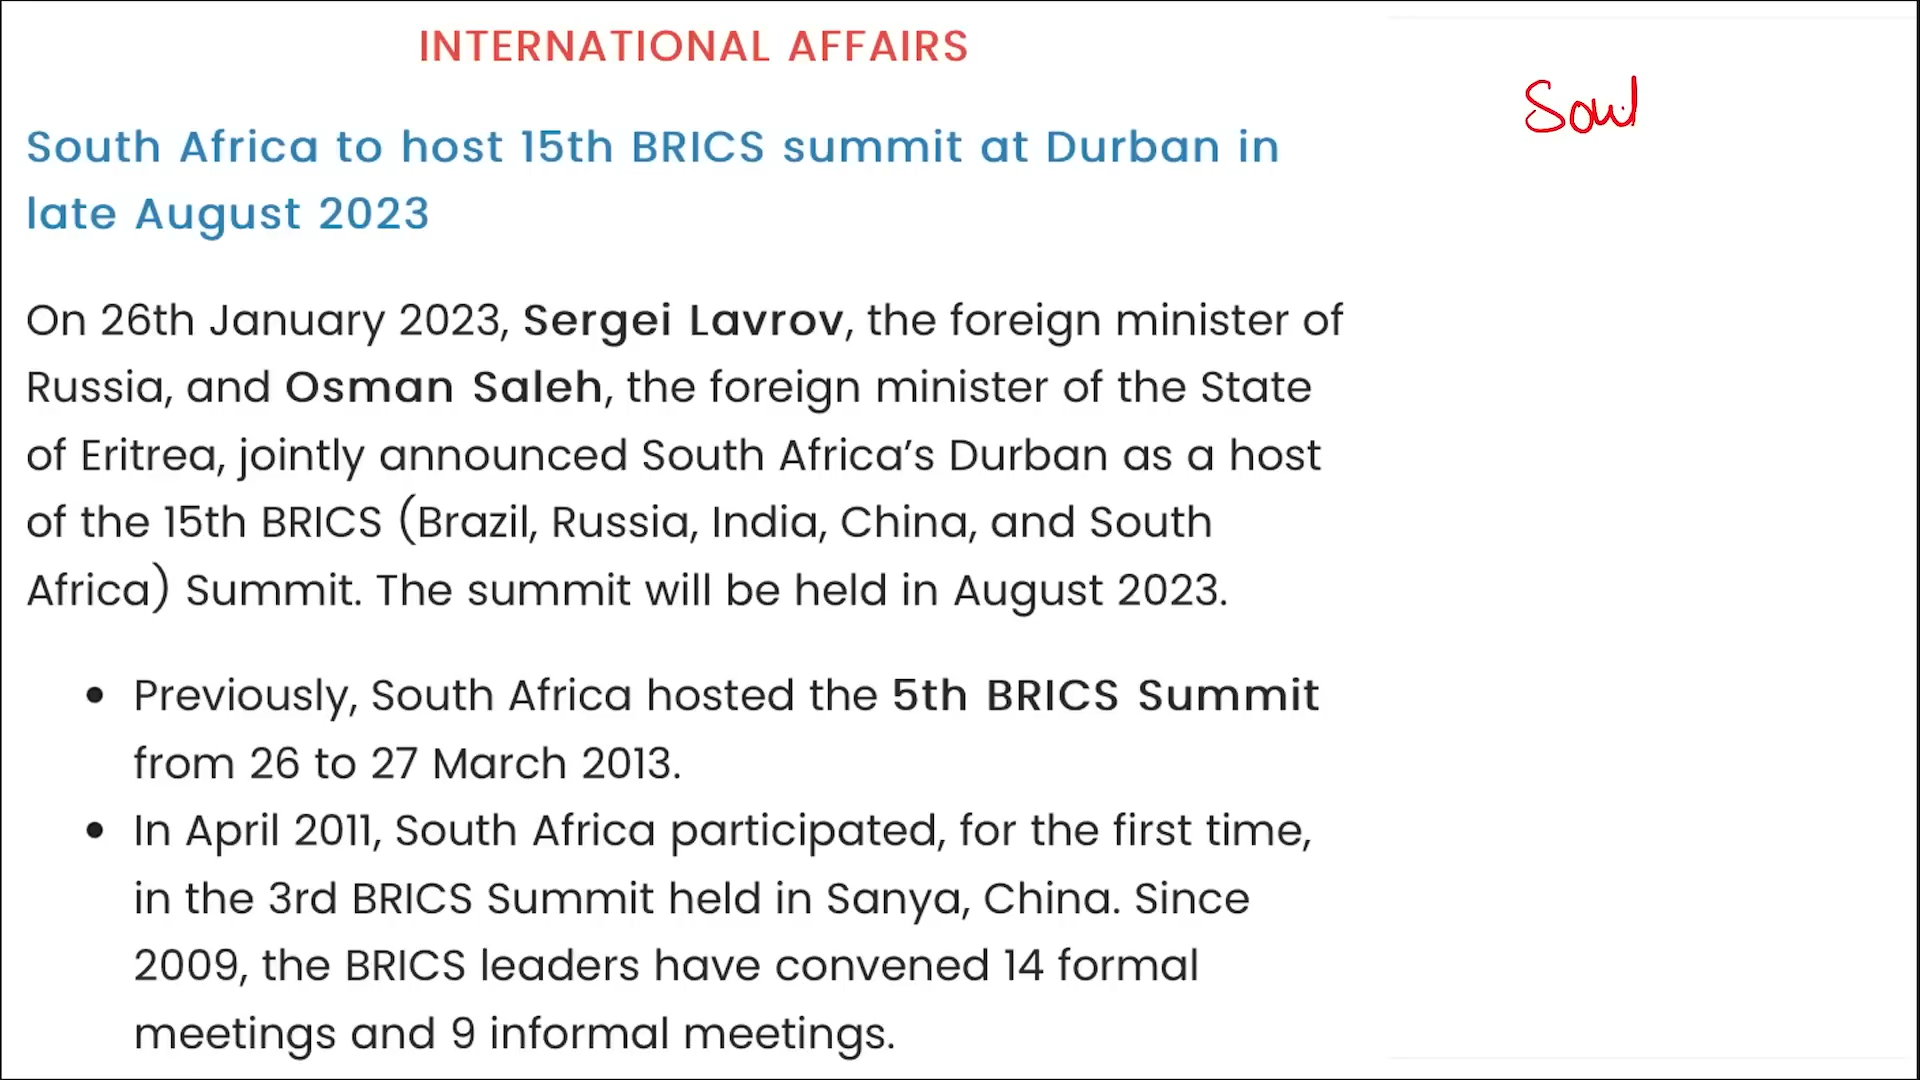 INTERNATIONAL AFFAIRS
Soul
South Africa to host 15th BRICS summit at Durban in
late August 2023
On 26th January 2023, Sergei Lavrov, the foreign minister of
Russia, and Osman Saleh, the foreign minister of the State
of Eritrea, jointly announced South Africa’s Durban as a host
of the 15th BRICS (Brazil, Russia, India, China, and South
Africa) Summit. The summit will be held in August 2023.
• Previously, South Africa hosted the 5th BRICS Summit
from 26 to 27 March 2013.
• In April 2011, South Africa participated, for the first time,
in the 3rd BRICS Summit held in Sanya, China. Since
2009, the BRICS leaders have convened 14 formal
meetings and 9 informal meetings.